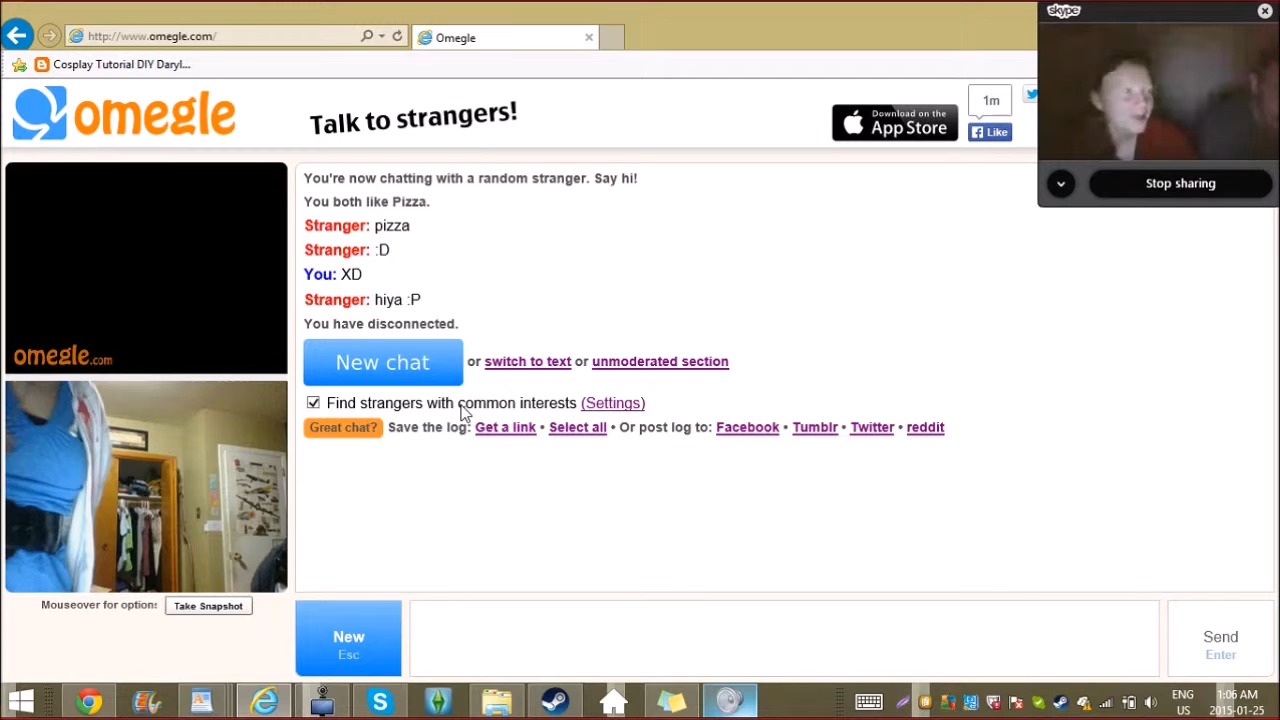 skype
http://www.omegle.com/
Omegle
Cosplay Tutorial DIY Daryl...
omegle
Talk to strangers!
Download on the
App Store
1m
Like
Stop sharing
You're now chatting with a random stranger. Say hi!
You both like Pizza.
Stranger: pizza
Stranger: :D
You: XD
Stranger: hiya :P
You have disconnected.
New chat or switch to text or unmoderated section
Find strangers with common interests (Settings)
Great chat? Save the log: Get a link • Select all • Or post log to: Facebook • Tumblr • Twitter • reddit
omegle.com
Mouseover for options
Take Snapshot
New
Esc
Send
Enter
ENG
US
1:06 AM
2015-01-25